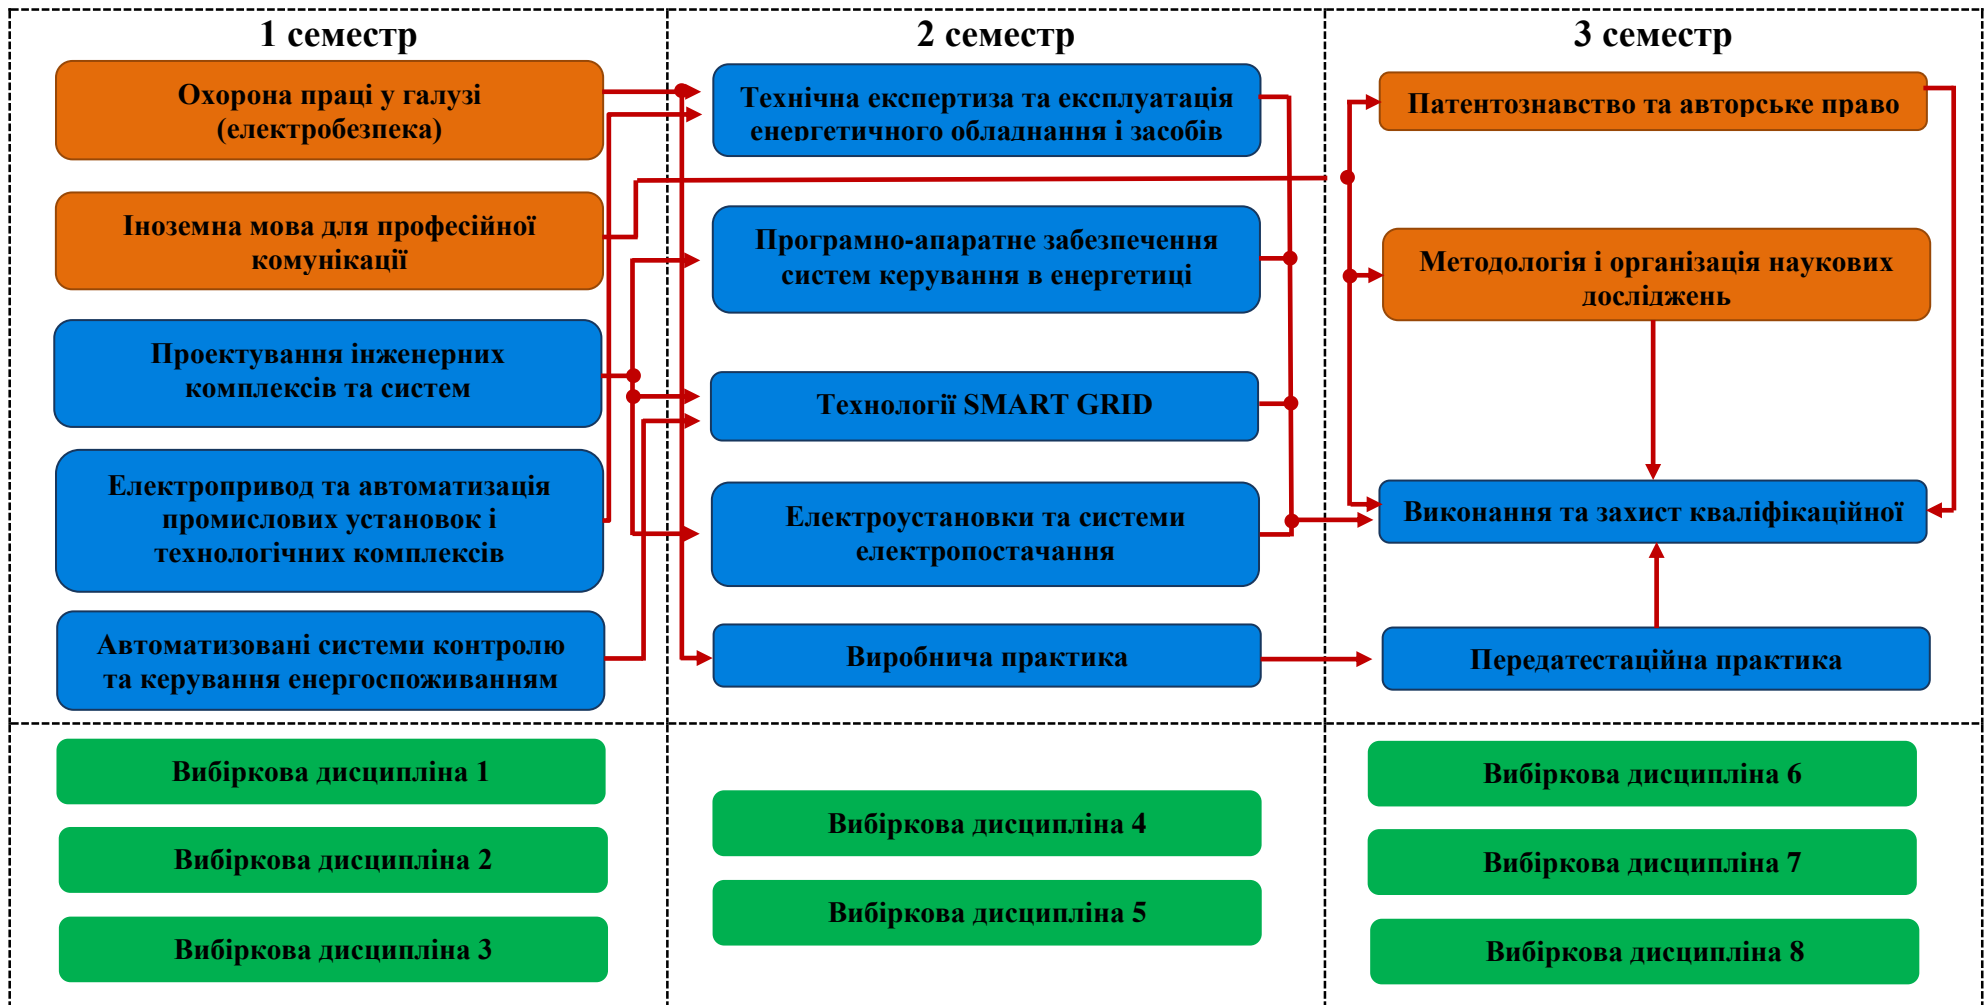 1 семестр
Охорона праці у галузі
(електробезпека)
Іноземна мова для професійної
комунікації
Проектування інженерних
комплексів та систем
Електропривод та автоматизація
промислових установок і
технологічних комплексів
Автоматизовані системи контролю
та керування енергоспоживанням
Вибіркова дисципліна 1
Вибіркова дисципліна 2
Вибіркова дисципліна 3
2 семестр
Технічна експертиза та експлуатація
енергетичного обладнання і засобів
Програмно-апаратне забезпечення
систем керування в енергетиці
Технології SMART GRID
Електроустановки та системи
електропостачання
Виробнича практика
Вибіркова дисципліна 4
Вибіркова дисципліна 5
3 семестр
Патентознавство та авторське право
Методологія і організація наукових
досліджень
Виконання та захист кваліфікаційної
Передатестаційна практика
Вибіркова дисципліна 6
Вибіркова дисципліна 7
Вибіркова дисципліна 8